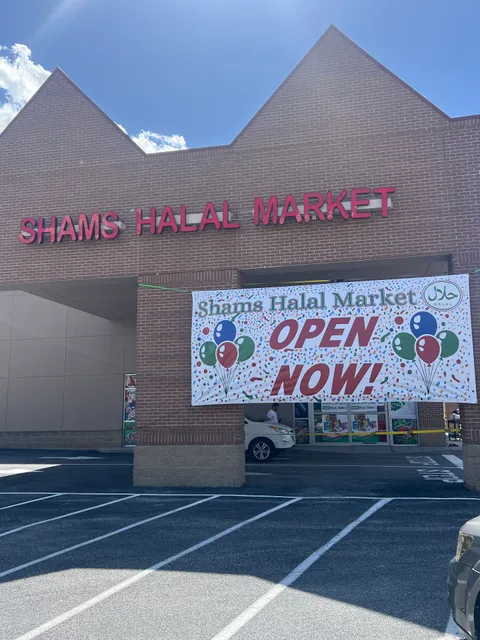 SHAMS HALAL MARKET
Shams Halal Market
حلال
OPEN
NOW!